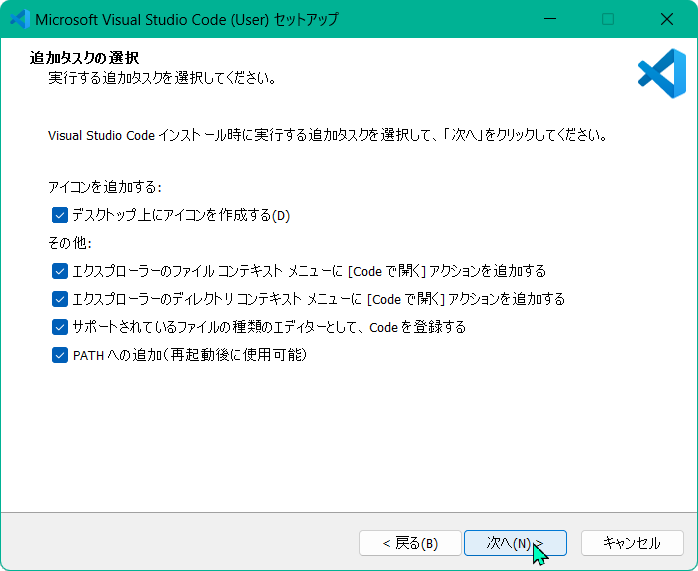 Microsoft Visual Studio Code (User) セットアップ
追加タスクの選択
実行する追加タスクを選択してください。
Visual Studio Code インストール時に実行する追加タスクを選択して、「次へ」をクリックしてください。
アイコンを追加する:
デスクトップ上にアイコンを作成する(D)
その他:
エクスプローラーのファイル コンテキスト メニューに [Code で開く] アクションを追加する
エクスプローラーのディレクトリ コンテキスト メニューに [Code で開く] アクションを追加する
サポートされているファイルの種類のエディターとして、Code を登録する
PATH への追加(再起動後に使用可能)
< 戻る(B) 次へ(N) > キャンセル